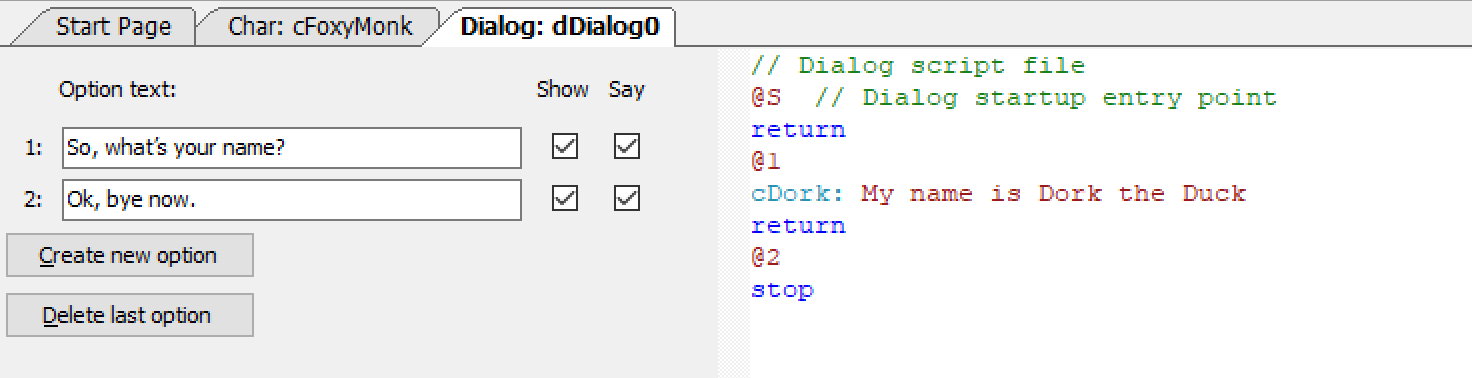 Start Page Char: cFoxyMonk Dialog: dDialog0
Option text: Show Say
1: So, what's your name?
2: Ok, bye now.
Create new option
Delete last option
// Dialog script file
@S // Dialog startup entry point
return
@1
cDork: My name is Dork the Duck
return
@2
stop